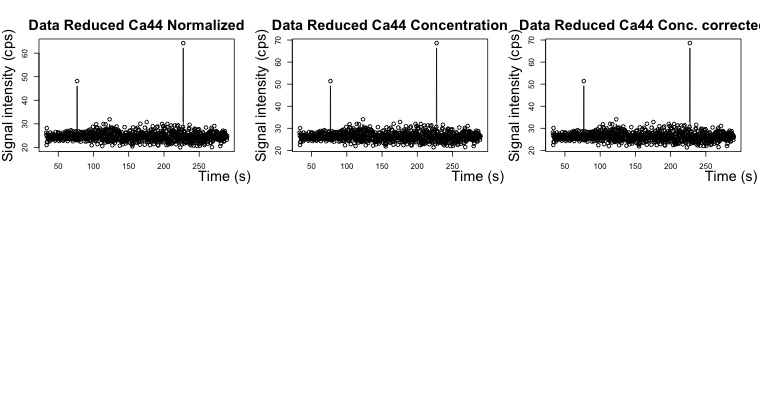 Data Reduced Ca44 Normalized
Signal intensity (cps)
20 30 40 50 60
50 100 150 200 250
Time (s)
Data Reduced Ca44 Concentration
Signal intensity (cps)
20 30 40 50 60 70
50 100 150 200 250
Time (s)
Data Reduced Ca44 Conc. corrected
Signal intensity (cps)
20 30 40 50 60 70
50 100 150 200 250
Time (s)